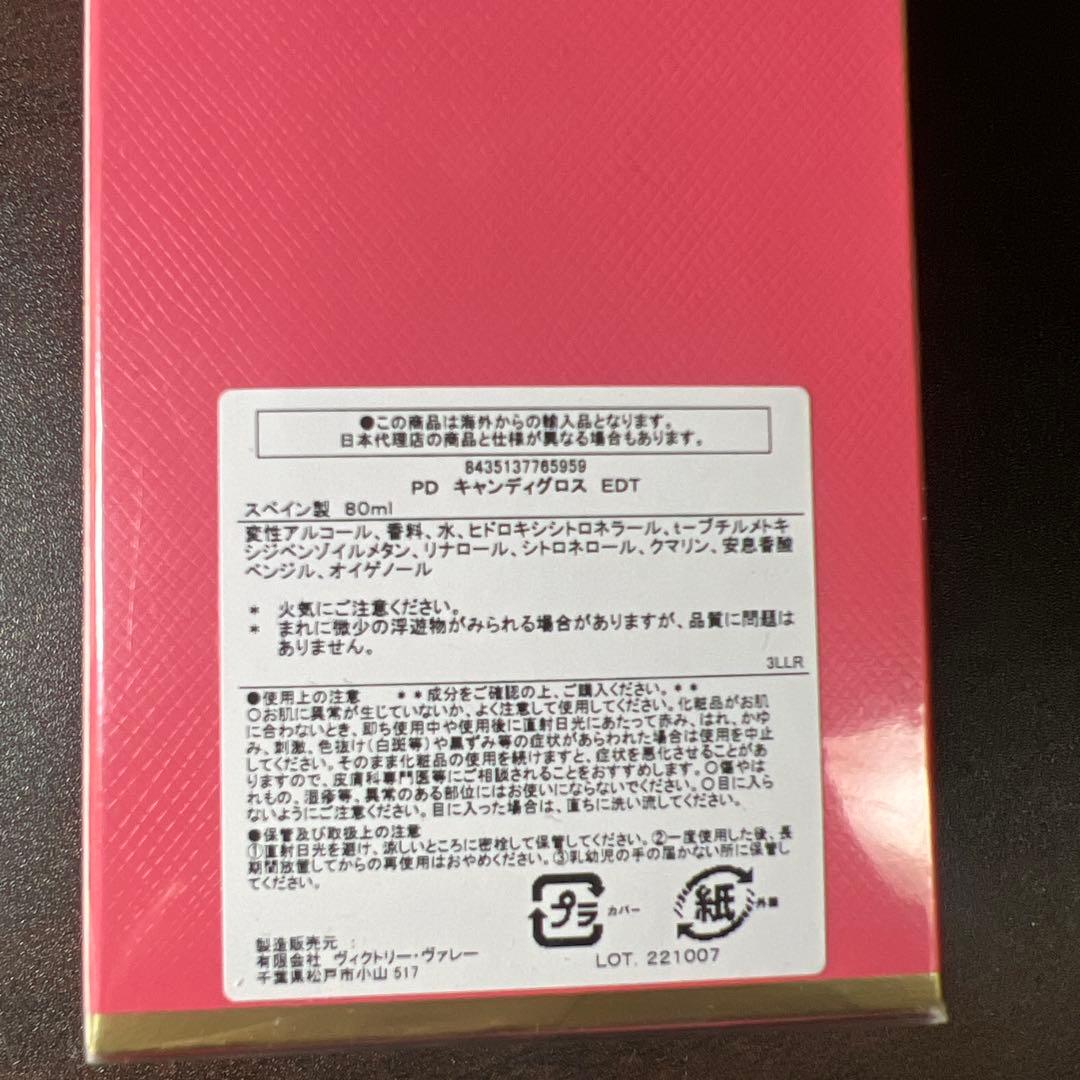 ●この商品は海外からの輸入品となります。
日本代理店の商品と仕様が異なる場合もあります。
8435137765959
PD キャンディグロス EDT
スペイン製 80ml
変性アルコール、香料、水、ヒドロキシシトロネラール、t-ブチルメトキ
シジベンゾイルメタン、リナロール、シトロネロール、クマリン、安息香酸
ベンジル、オイゲノール
* 火気にご注意ください。
* まれに微少の浮遊物がみられる場合がありますが、品質に問題は
ありません。
3LLR
●使用上の注意 **成分をご確認の上、ご購入ください。**
○お肌に異常が生じていないか、よく注意して使用してください。化粧品がお肌
に合わないとき、即ち使用中や使用後に直射日光にあたって赤み、はれ、かゆ
み、刺激、色抜け(白斑等)や黒ずみ等の症状があらわれた場合は使用を中止
してください。そのまま化粧品の使用を続けますと、症状を悪化させることがあ
りますので、皮膚科専門医等にご相談されることをおすすめします。○傷やは
れもの、湿疹等、異常のある部位にはお使いにならないでください。○目に入ら
ないようにご注意ください。目に入った場合は、直ちに洗い流してください。
●保管及び取扱上の注意
①直射日光を避け、涼しいところに密栓して保管してください。②一度使用した後、長
期間放置してからの再使用はおやめください。③乳幼児の手の届かない所に保管し
てください。
プラ カバー
紙 外箱
製造販売元 :
有限会社 ヴィクトリー・ヴァレー
千葉県松戸市小山 517
LOT. 221007